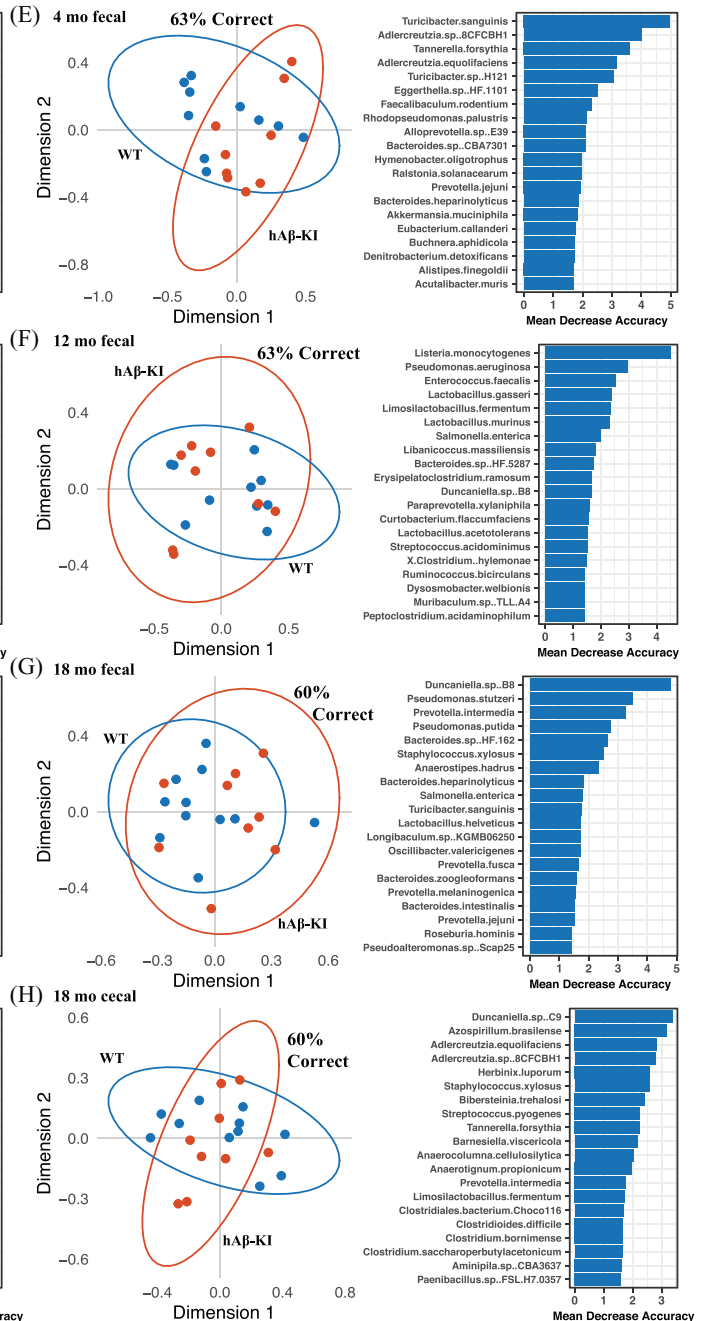 (E) 4 mo fecal
63% Correct
WT
hAβ-KI
Dimension 2
0.4
0.0
−0.4
−0.8
−1.0 −0.5 0.0 0.5
Dimension 1
Turicibacter.sanguinis
Adlercreutzia.sp..8CFCBH1
Tannerella.forsythia
Adlercreutzia.equolifaciens
Turicibacter.sp..H121
Eggerthella.sp..HF.1101
Faecalibaculum.rodentium
Rhodopseudomonas.palustris
Alloprevotella.sp..E39
Bacteroides.sp..CBA7301
Hymenobacter.oligotrophus
Ralstonia.solanacearum
Prevotella.jejuni
Bacteroides.heparinolyticus
Akkermansia.muciniphila
Eubacterium.callanderi
Buchnera.aphidicola
Denitrobacterium.detoxificans
Alistipes.finegoldii
Acutalibacter.muris
0 1 2 3 4 5
Mean Decrease Accuracy
(F) 12 mo fecal
63% Correct
hAβ-KI
WT
Dimension 2
0.4
0.0
−0.4
−0.5 0.0 0.5
Dimension 1
Listeria.monocytogenes
Pseudomonas.aeruginosa
Enterococcus.faecalis
Lactobacillus.gasseri
Limosilactobacillus.fermentum
Lactobacillus.murinus
Salmonella.enterica
Libanicoccus.massiliensis
Bacteroides.sp..HF.5287
Erysipelatoclostridium.ramosum
Duncaniella.sp..B8
Paraprevotella.xylaniphila
Curtobacterium.flaccumfaciens
Lactobacillus.acetotolerans
Streptococcus.acidominimus
X.Clostridium..hylemonae
Ruminococcus.bicirculans
Dysosmobacter.welbionis
Muribaculum.sp..TLL.A4
Peptoclostridium.acidaminophilum
0 1 2 3 4
Mean Decrease Accuracy
y
(G) 18 mo fecal
60%
Correct
WT
hAβ-KI
Dimension 2
0.4
0.0
−0.4
−0.6 −0.3 0.0 0.3 0.6
Dimension 1
Duncaniella.sp..B8
Pseudomonas.stutzeri
Prevotella.intermedia
Pseudomonas.putida
Bacteroides.sp..HF.162
Staphylococcus.xylosus
Anaerostipes.hadrus
Bacteroides.heparinolyticus
Salmonella.enterica
Turicibacter.sanguinis
Lactobacillus.helveticus
Longibaculum.sp..KGMB06250
Oscillibacter.valericigenes
Prevotella.fusca
Bacteroides.zoogleoformans
Prevotella.melaninogenica
Bacteroides.intestinalis
Prevotella.jejuni
Roseburia.hominis
Pseudoalteromonas.sp..Scap25
0 1 2 3 4 5
Mean Decrease Accuracy
(H) 18 mo cecal
60%
Correct
WT
hAβ-KI
Dimension 2
0.6
0.3
0.0
−0.3
−0.6
−0.4 0.0 0.4 0.8
Dimension 1
Duncaniella.sp..C9
Azospirillum.brasilense
Adlercreutzia.equolifaciens
Adlercreutzia.sp..8CFCBH1
Herbinix.luporum
Staphylococcus.xylosus
Bibersteinia.trehalosi
Streptococcus.pyogenes
Tannerella.forsythia
Barnesiella.viscericola
Anaerocolumna.cellulosilytica
Anaerotignum.propionicum
Prevotella.intermedia
Limosilactobacillus.fermentum
Clostridiales.bacterium.Choco116
Clostridioides.difficile
Clostridium.bornimense
Clostridium.saccharoperbutylacetonicum
Aminipila.sp..CBA3637
Paenibacillus.sp..FSL.H7.0357
0 1 2 3
Mean Decrease Accuracy
racy